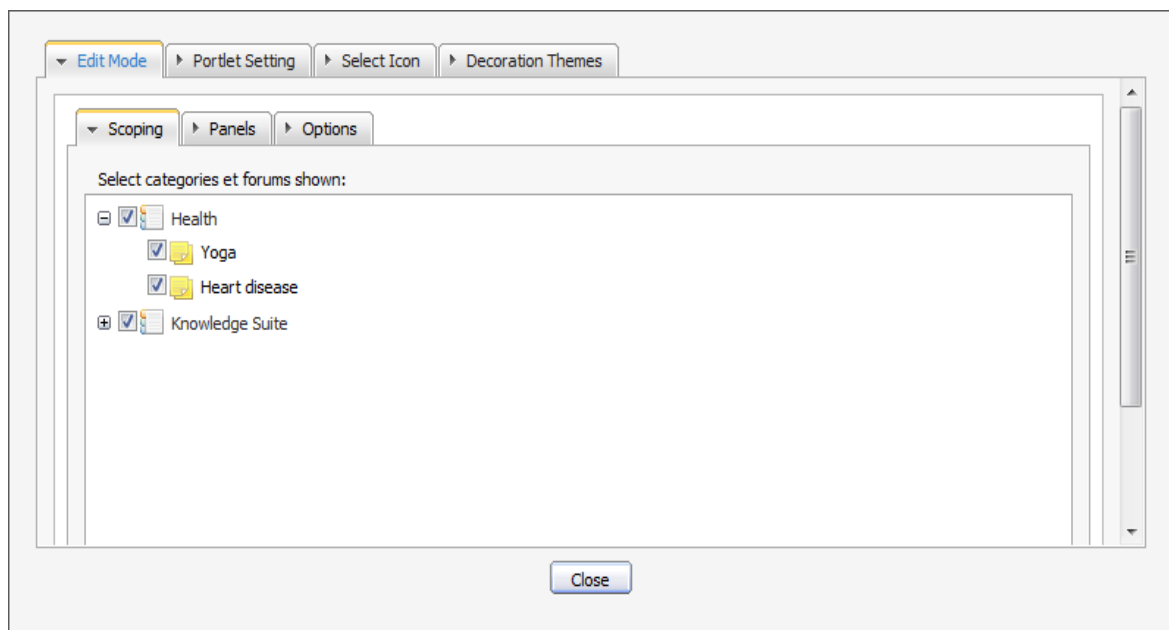 Edit Mode Portlet Setting Select Icon Decoration Themes
Scoping Panels Options
Select categories et forums shown:
Health
Yoga
Heart disease
Knowledge Suite
Close